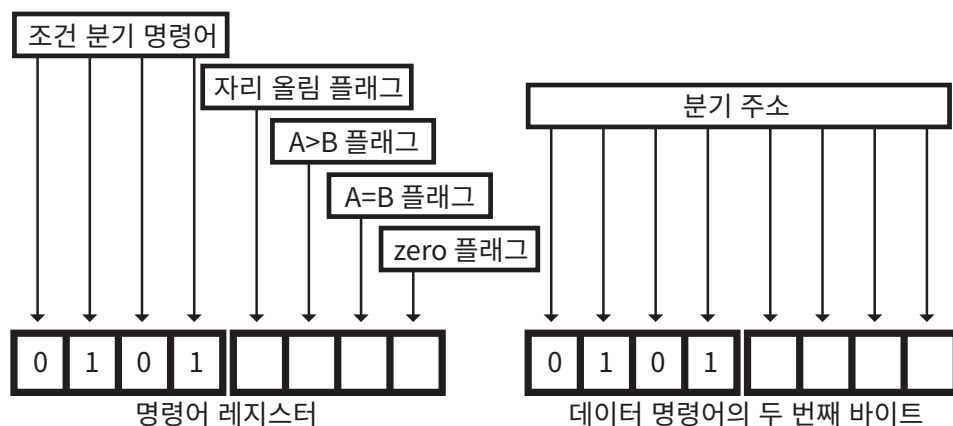 조건 분기 명령어
자리 올림 플래그
분기 주소
A>B 플래그
A=B 플래그
zero 플래그
0 1 0 1
0 1 0 1
명령어 레지스터
데이터 명령어의 두 번째 바이트